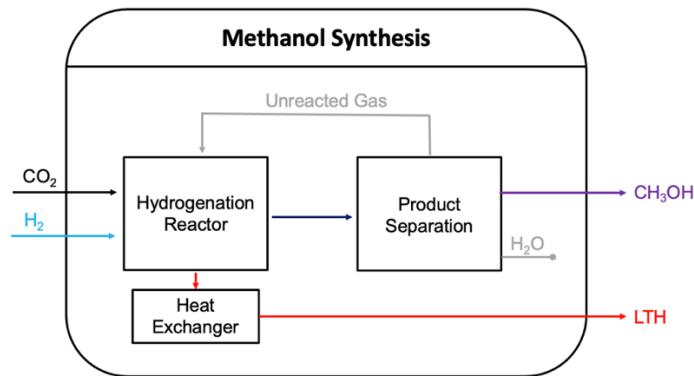 Methanol Synthesis
Unreacted Gas
CO₂
H₂
Hydrogenation
Reactor
Product
Separation
CH₃OH
H₂O
Heat
Exchanger
LTH